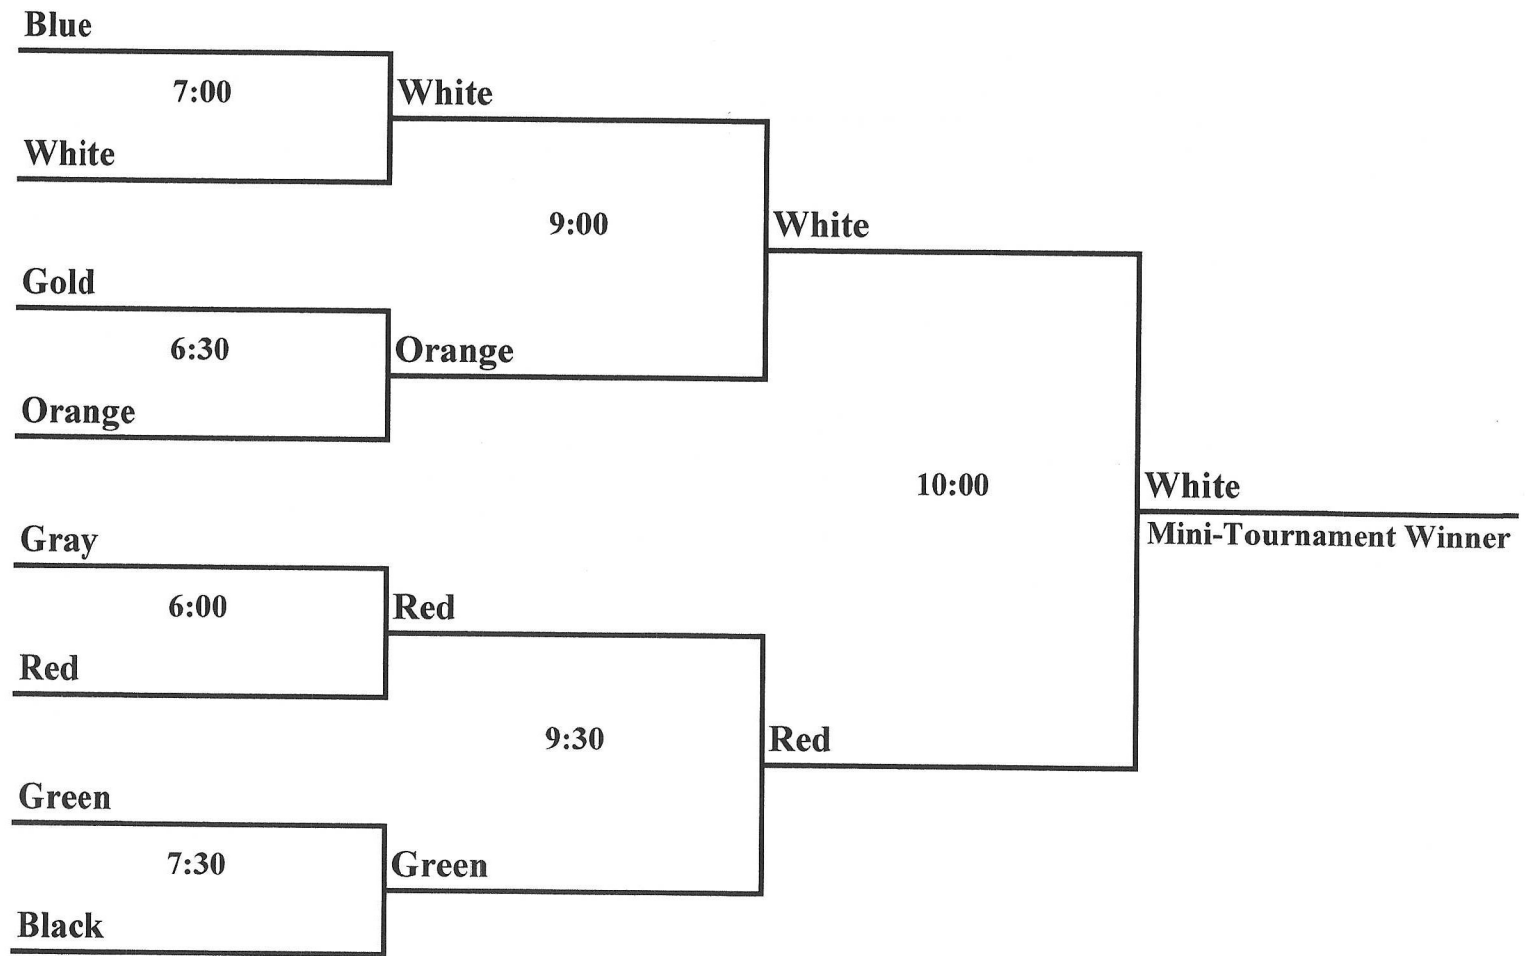 Blue
7:00
White
White
9:00
White
Gold
6:30
Orange
Orange
10:00
White
Mini-Tournament Winner
Gray
6:00
Red
Red
9:30
Red
Green
7:30
Green
Black